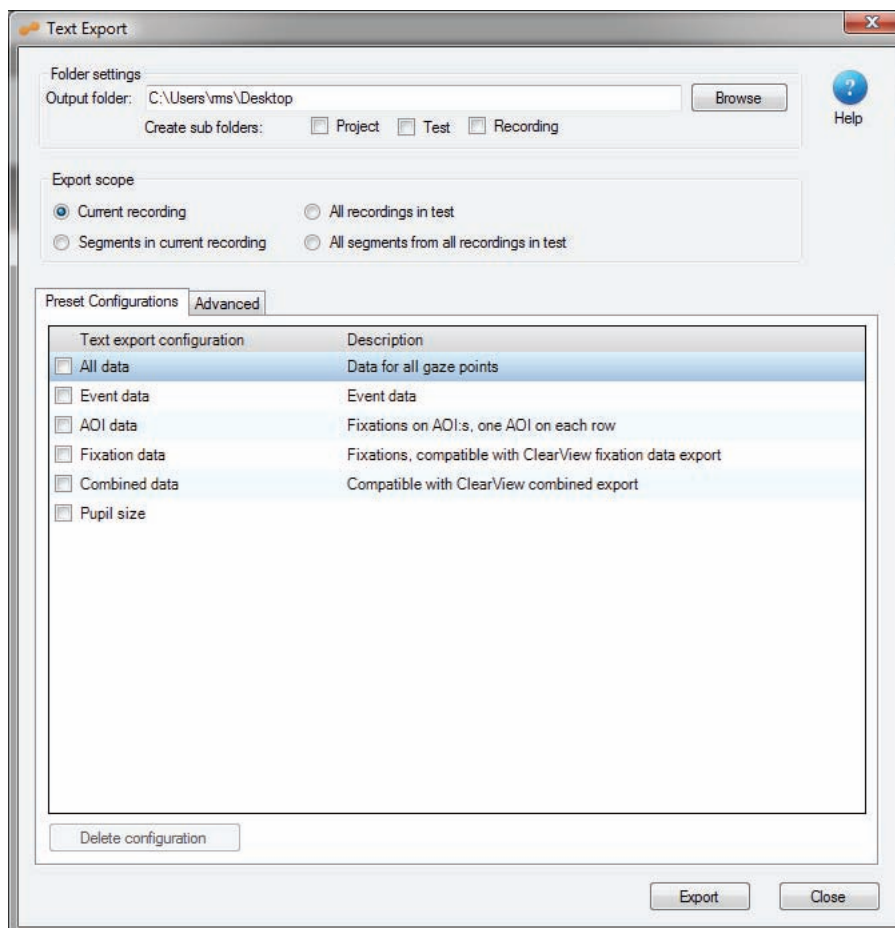 Text Export
Folder settings
Output folder: C:\Users\rms\Desktop Browse
Help
Create sub folders: Project Test Recording
Export scope
Current recording All recordings in test
Segments in current recording All segments from all recordings in test
Preset Configurations Advanced
Text export configuration Description
All data Data for all gaze points
Event data Event data
AOI data Fixations on AOI:s, one AOI on each row
Fixation data Fixations, compatible with ClearView fixation data export
Combined data Compatible with ClearView combined export
Pupil size
Delete configuration
Export Close